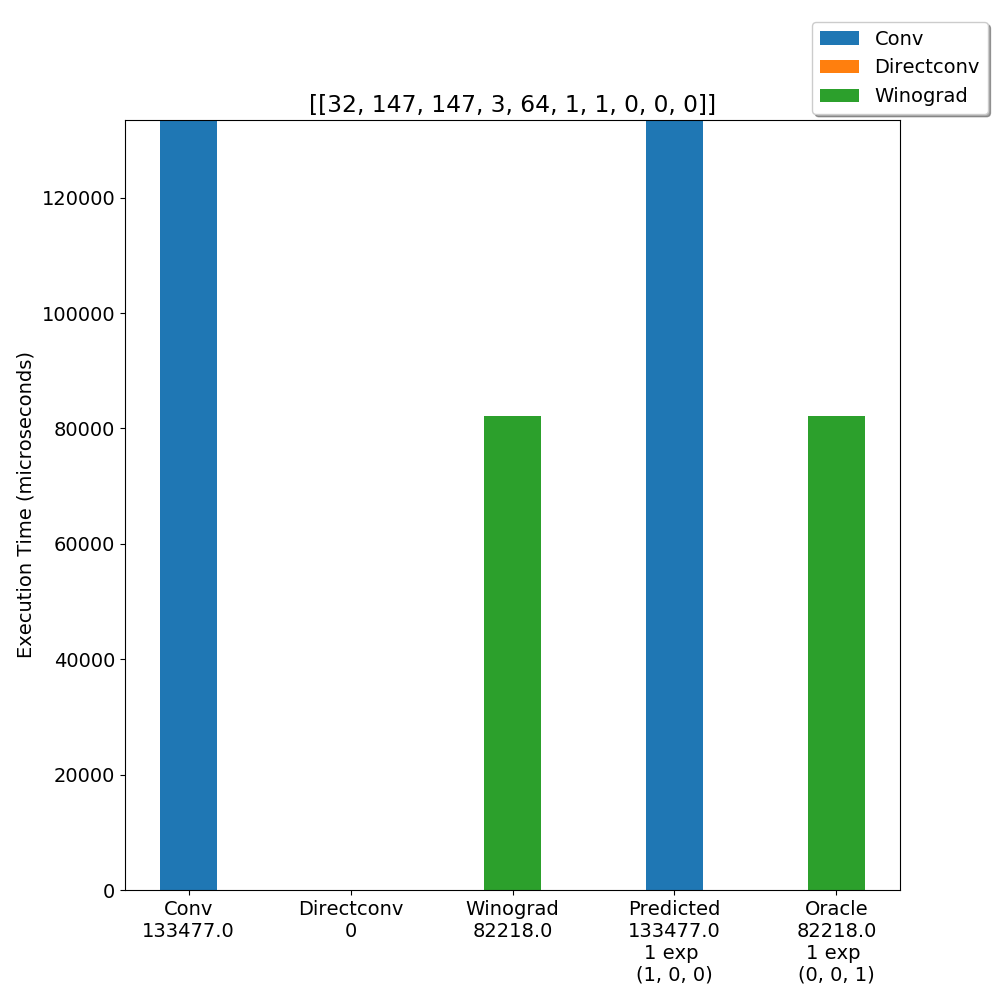 Conv
Directconv
Winograd
[[32, 147, 147, 3, 64, 1, 1, 0, 0, 0]]
Execution Time (microseconds)
120000
100000
80000
60000
40000
20000
0
Conv
133477.0
Directconv
0
Winograd
82218.0
Predicted
133477.0
1 exp
(1, 0, 0)
Oracle
82218.0
1 exp
(0, 0, 1)